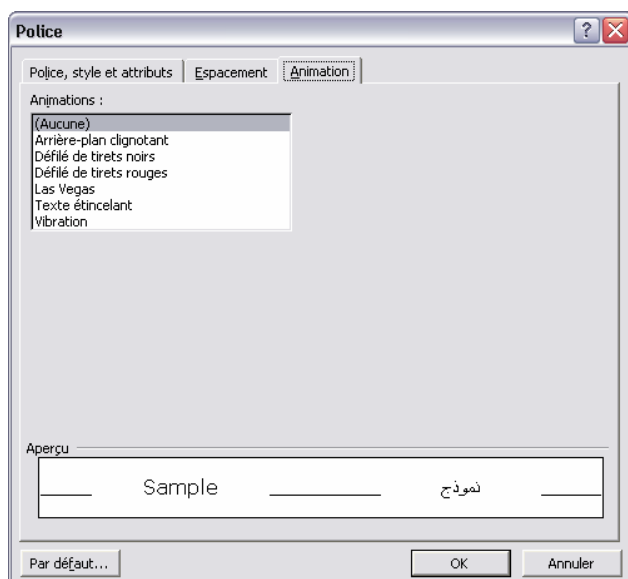 Police
Police, style et attributs Espacement Animation
Animations :
(Aucune)
Arrière-plan clignotant
Défilé de tirets noirs
Défilé de tirets rouges
Las Vegas
Texte étincelant
Vibration
Aperçu
Sample نموذج
Par défaut... OK Annuler